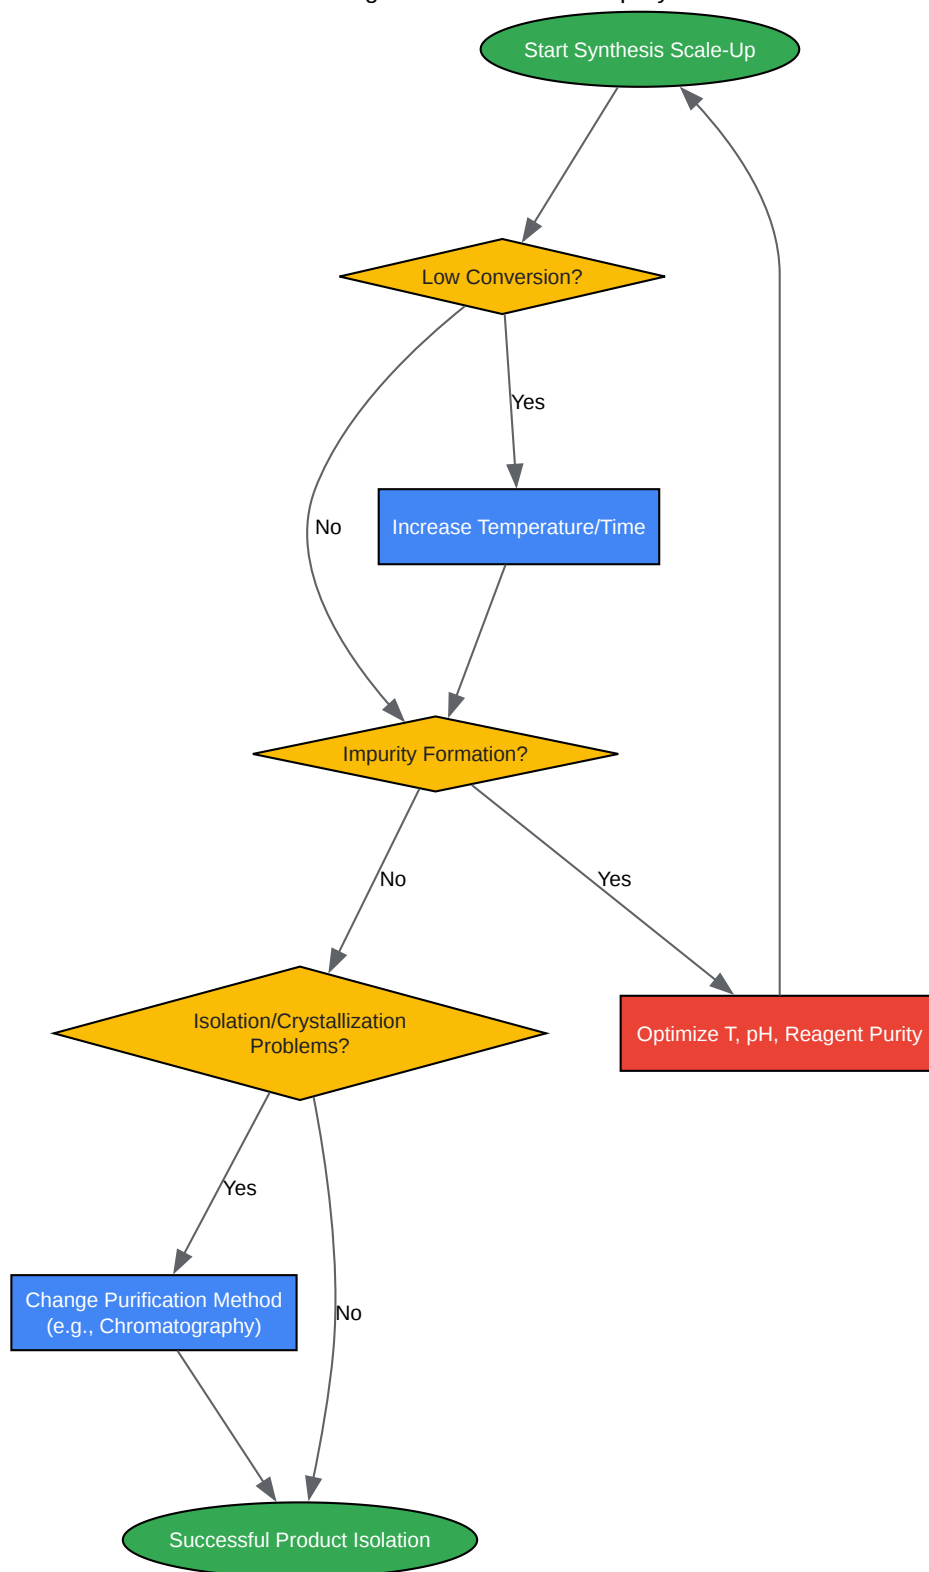 Start Synthesis Scale-Up
Low Conversion?
Yes
No
Increase Temperature/Time
Impurity Formation?
No
Yes
Isolation/Crystallization
Problems?
Optimize T, pH, Reagent Purity
Yes
Change Purification Method
(e.g., Chromatography)
No
Successful Product Isolation